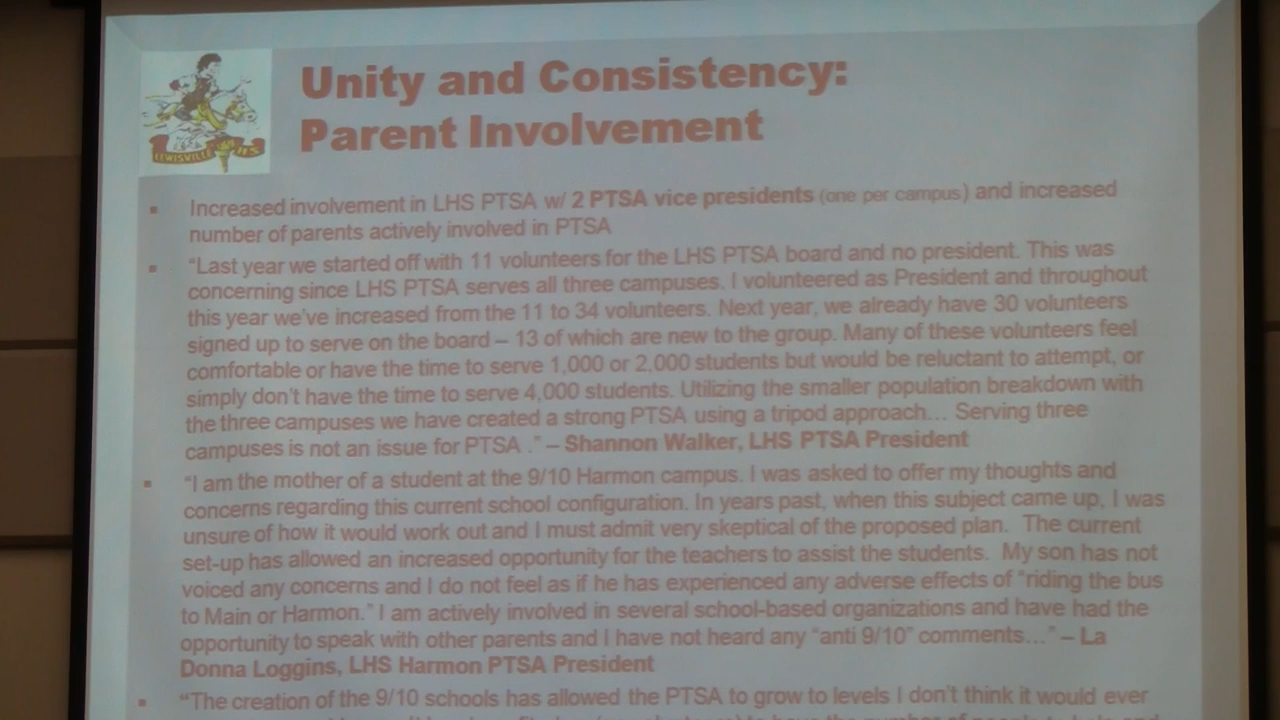 LEWISVILLE HS
Unity and Consistency:
Parent Involvement
Increased involvement in LHS PTSA w/ 2 PTSA vice presidents (one per campus) and increased
number of parents actively involved in PTSA
“Last year we started off with 11 volunteers for the LHS PTSA board and no president. This was
concerning since LHS PTSA serves all three campuses. I volunteered as President and throughout
this year we’ve increased from the 11 to 34 volunteers. Next year, we already have 30 volunteers
signed up to serve on the board – 13 of which are new to the group. Many of these volunteers feel
comfortable or have the time to serve 1,000 or 2,000 students but would be reluctant to attempt, or
simply don’t have the time to serve 4,000 students. Utilizing the smaller population breakdown with
the three campuses we have created a strong PTSA using a tripod approach... Serving three
campuses is not an issue for PTSA .” – Shannon Walker, LHS PTSA President
“I am the mother of a student at the 9/10 Harmon campus. I was asked to offer my thoughts and
concerns regarding this current school configuration. In years past, when this subject came up, I was
unsure of how it would work out and I must admit very skeptical of the proposed plan. The current
set-up has allowed an increased opportunity for the teachers to assist the students. My son has not
voiced any concerns and I do not feel as if he has experienced any adverse effects of “riding the bus
to Main or Harmon.” I am actively involved in several school-based organizations and have had the
opportunity to speak with other parents and I have not heard any “anti 9/10” comments...” – La
Donna Loggins, LHS Harmon PTSA President
“The creation of the 9/10 schools has allowed the PTSA to grow to levels I don’t think it would ever